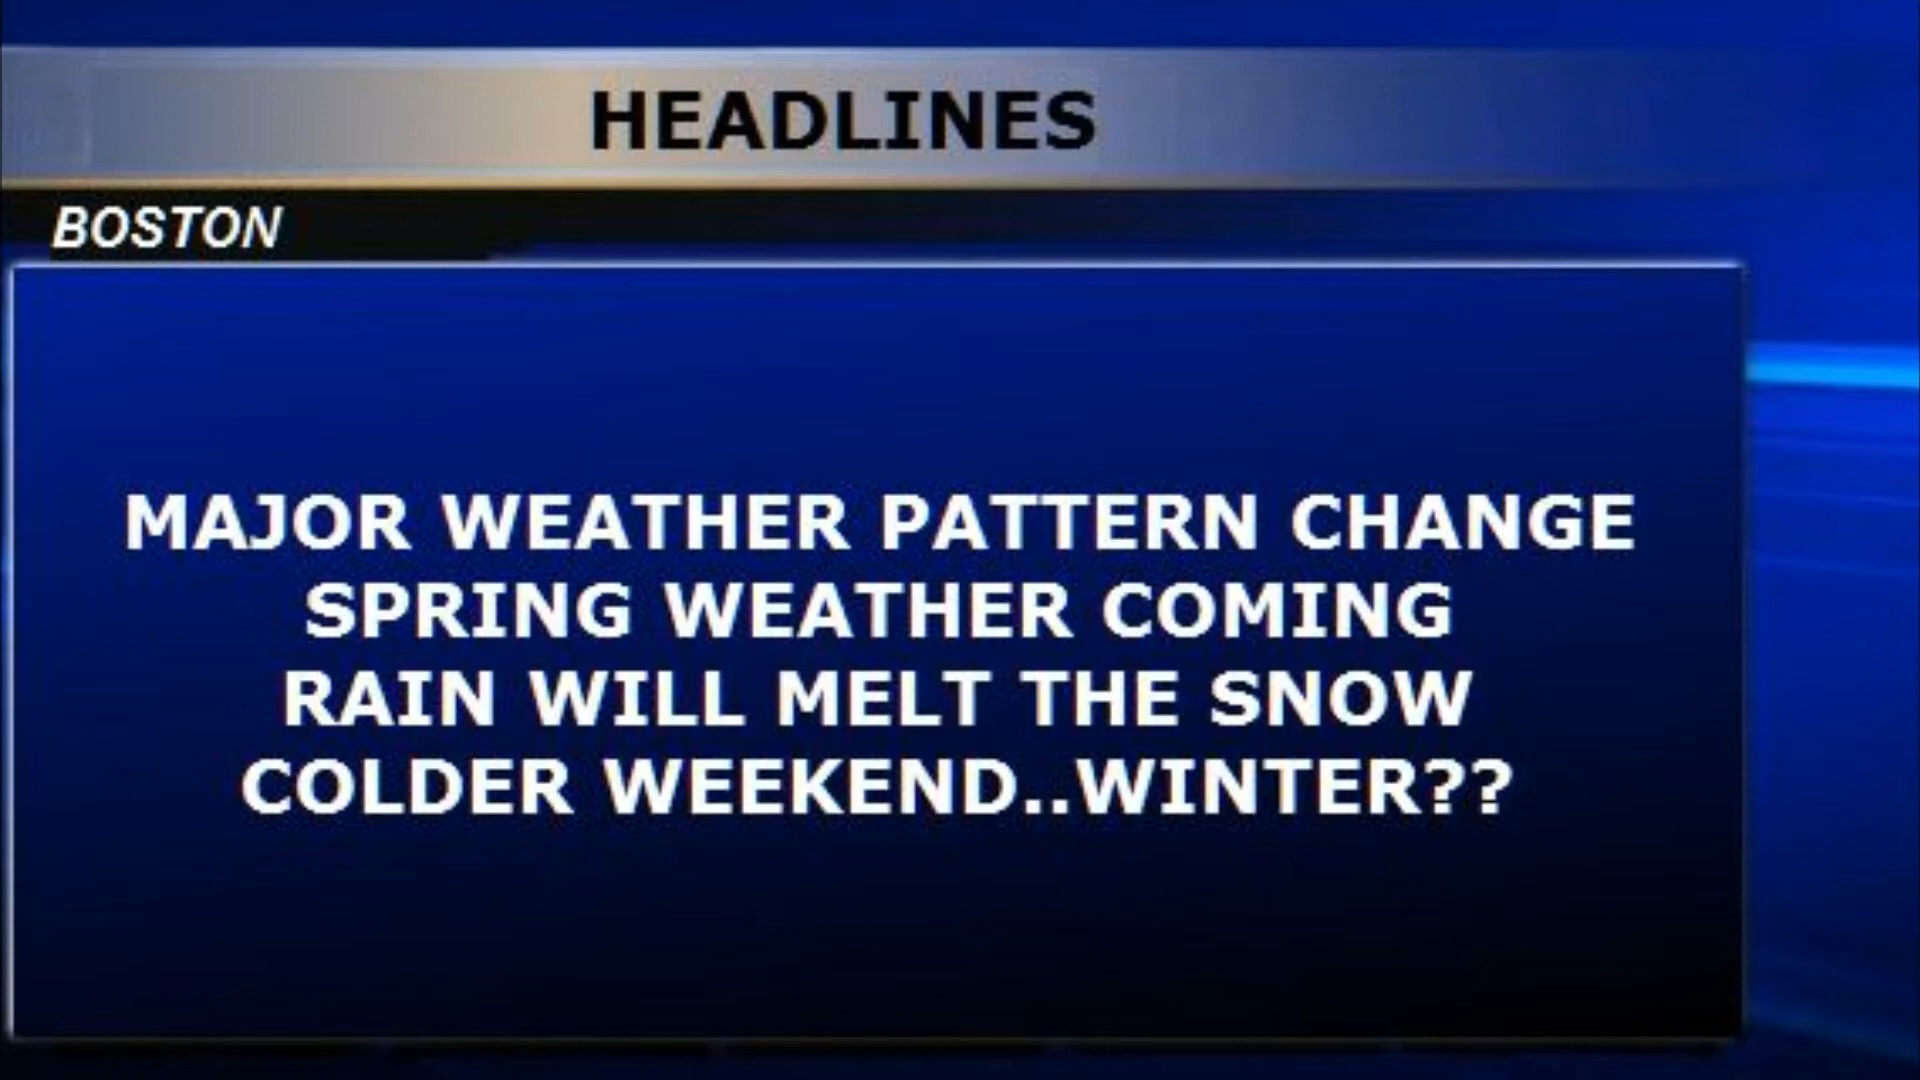 HEADLINES
BOSTON
MAJOR WEATHER PATTERN CHANGE
SPRING WEATHER COMING
RAIN WILL MELT THE SNOW
COLDER WEEKEND..WINTER??